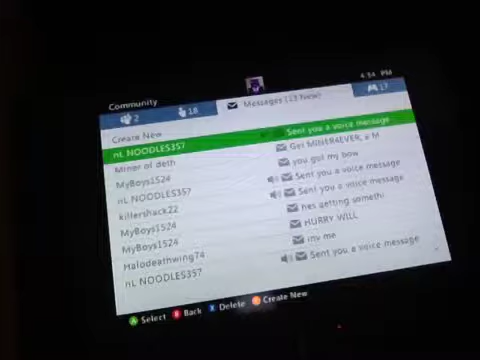 4:34 PM
Community
2 18 Messages (13 New) 17
Create New
nL NOODLES357 Sent you a voice message
Miner of deth Get MINER4EVER, a M
MyBoys1524 you got my bow
nL NOODLES357 Sent you a voice message
killershack22 Sent you a voice message
MyBoys1524 hes getting somethi
MyBoys1524 HURRY WILL
Halodeathwing74 inv me
nL NOODLES357 Sent you a voice message
A Select B Back X Delete Y Create New